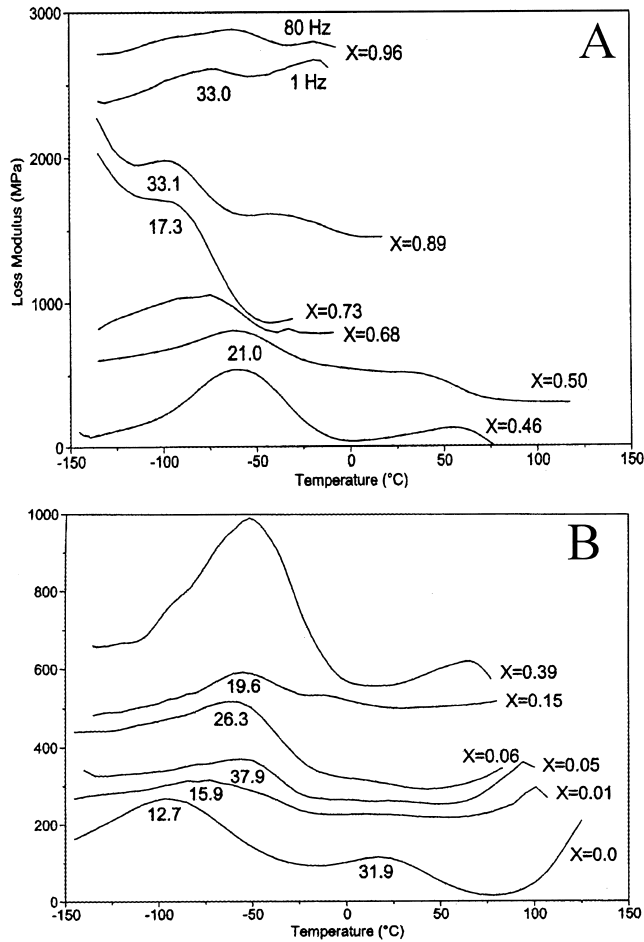 A
3000
80 Hz
X=0.96
1 Hz
33.0
2000
33.1
17.3
X=0.89
1000
X=0.73
X=0.68
21.0
X=0.50
X=0.46
0
Loss Modulus (MPa)
-150 -100 -50 0 50 100 150
Temperature (°C)
B
1000
800
600
X=0.39
19.6
X=0.15
26.3
400
X=0.06
X=0.05
37.9
15.9
X=0.01
12.7
200
31.9
X=0.0
0
-150 -100 -50 0 50 100 150
Temperature (°C)